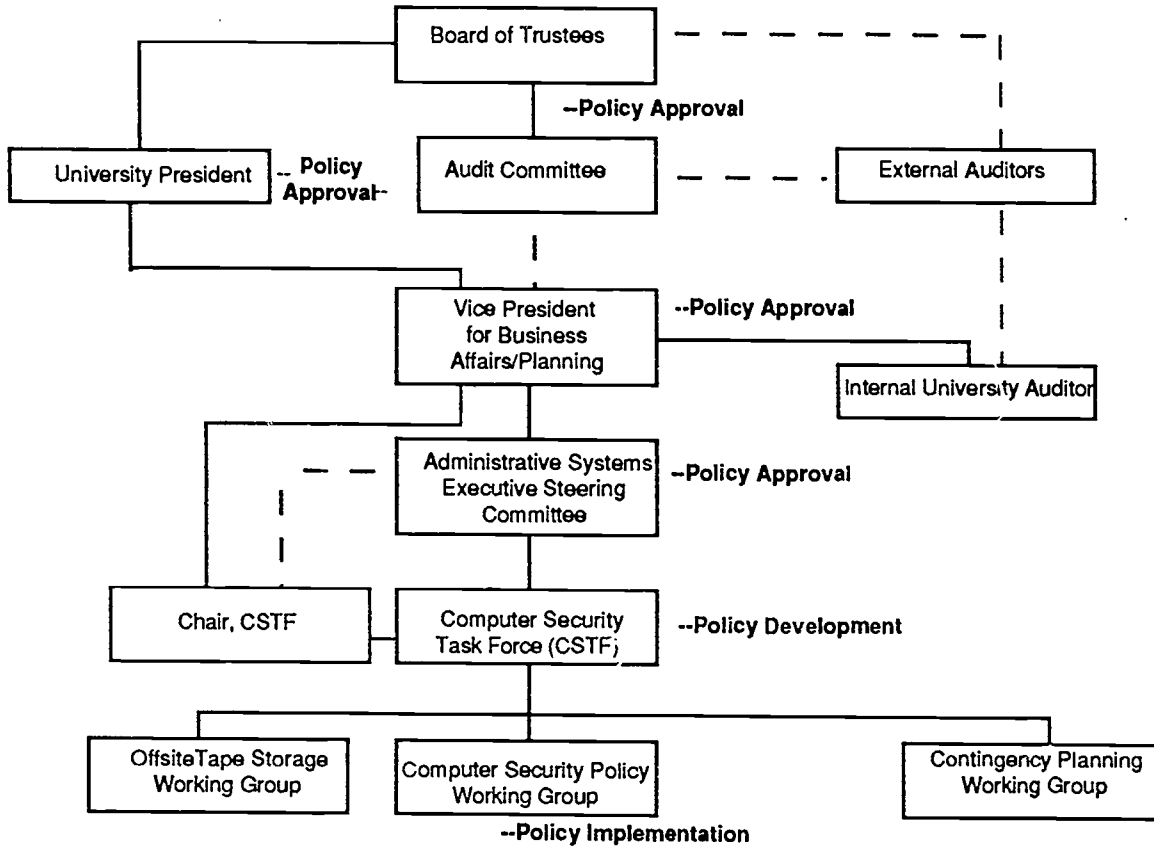 Board of Trustees
--Policy Approval
University President
-- Policy
Approval--
Audit Committee
External Auditors
Vice President
for Business
Affairs/Planning
--Policy Approval
Internal University Auditor
Administrative Systems
Executive Steering
Committee
--Policy Approval
Chair, CSTF
Computer Security
Task Force (CSTF)
--Policy Development
OffsiteTape Storage
Working Group
Computer Security Policy
Working Group
Contingency Planning
Working Group
--Policy Implementation